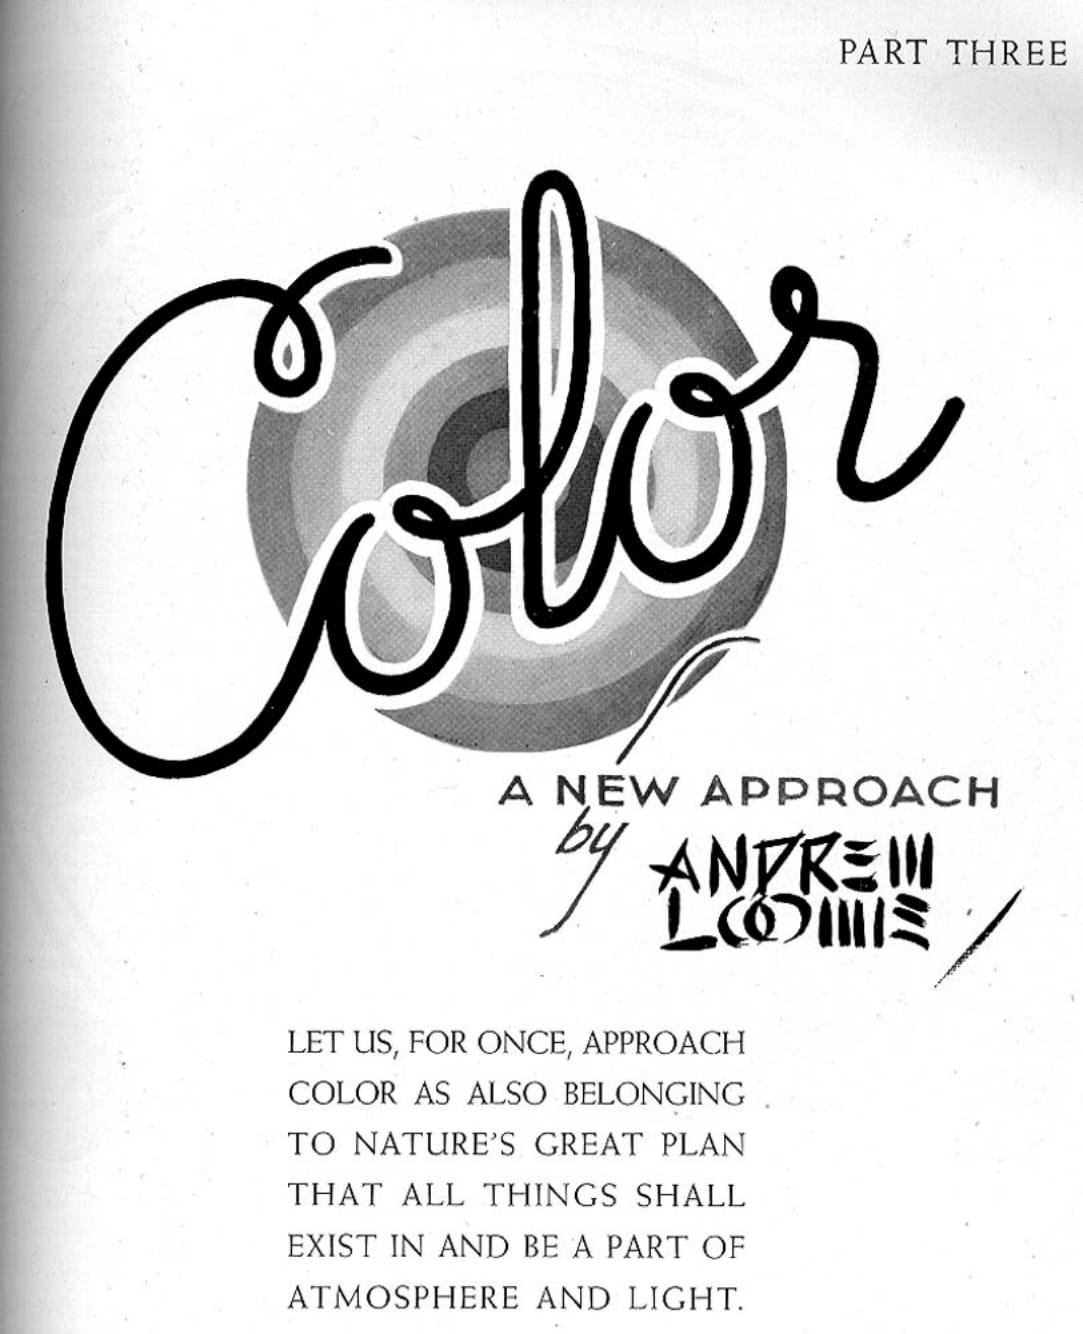 PART THREE
Color
A NEW APPROACH
by
ANDREW
LOOMIS
LET US, FOR ONCE, APPROACH
COLOR AS ALSO BELONGING
TO NATURE'S GREAT PLAN
THAT ALL THINGS SHALL
EXIST IN AND BE A PART OF
ATMOSPHERE AND LIGHT.